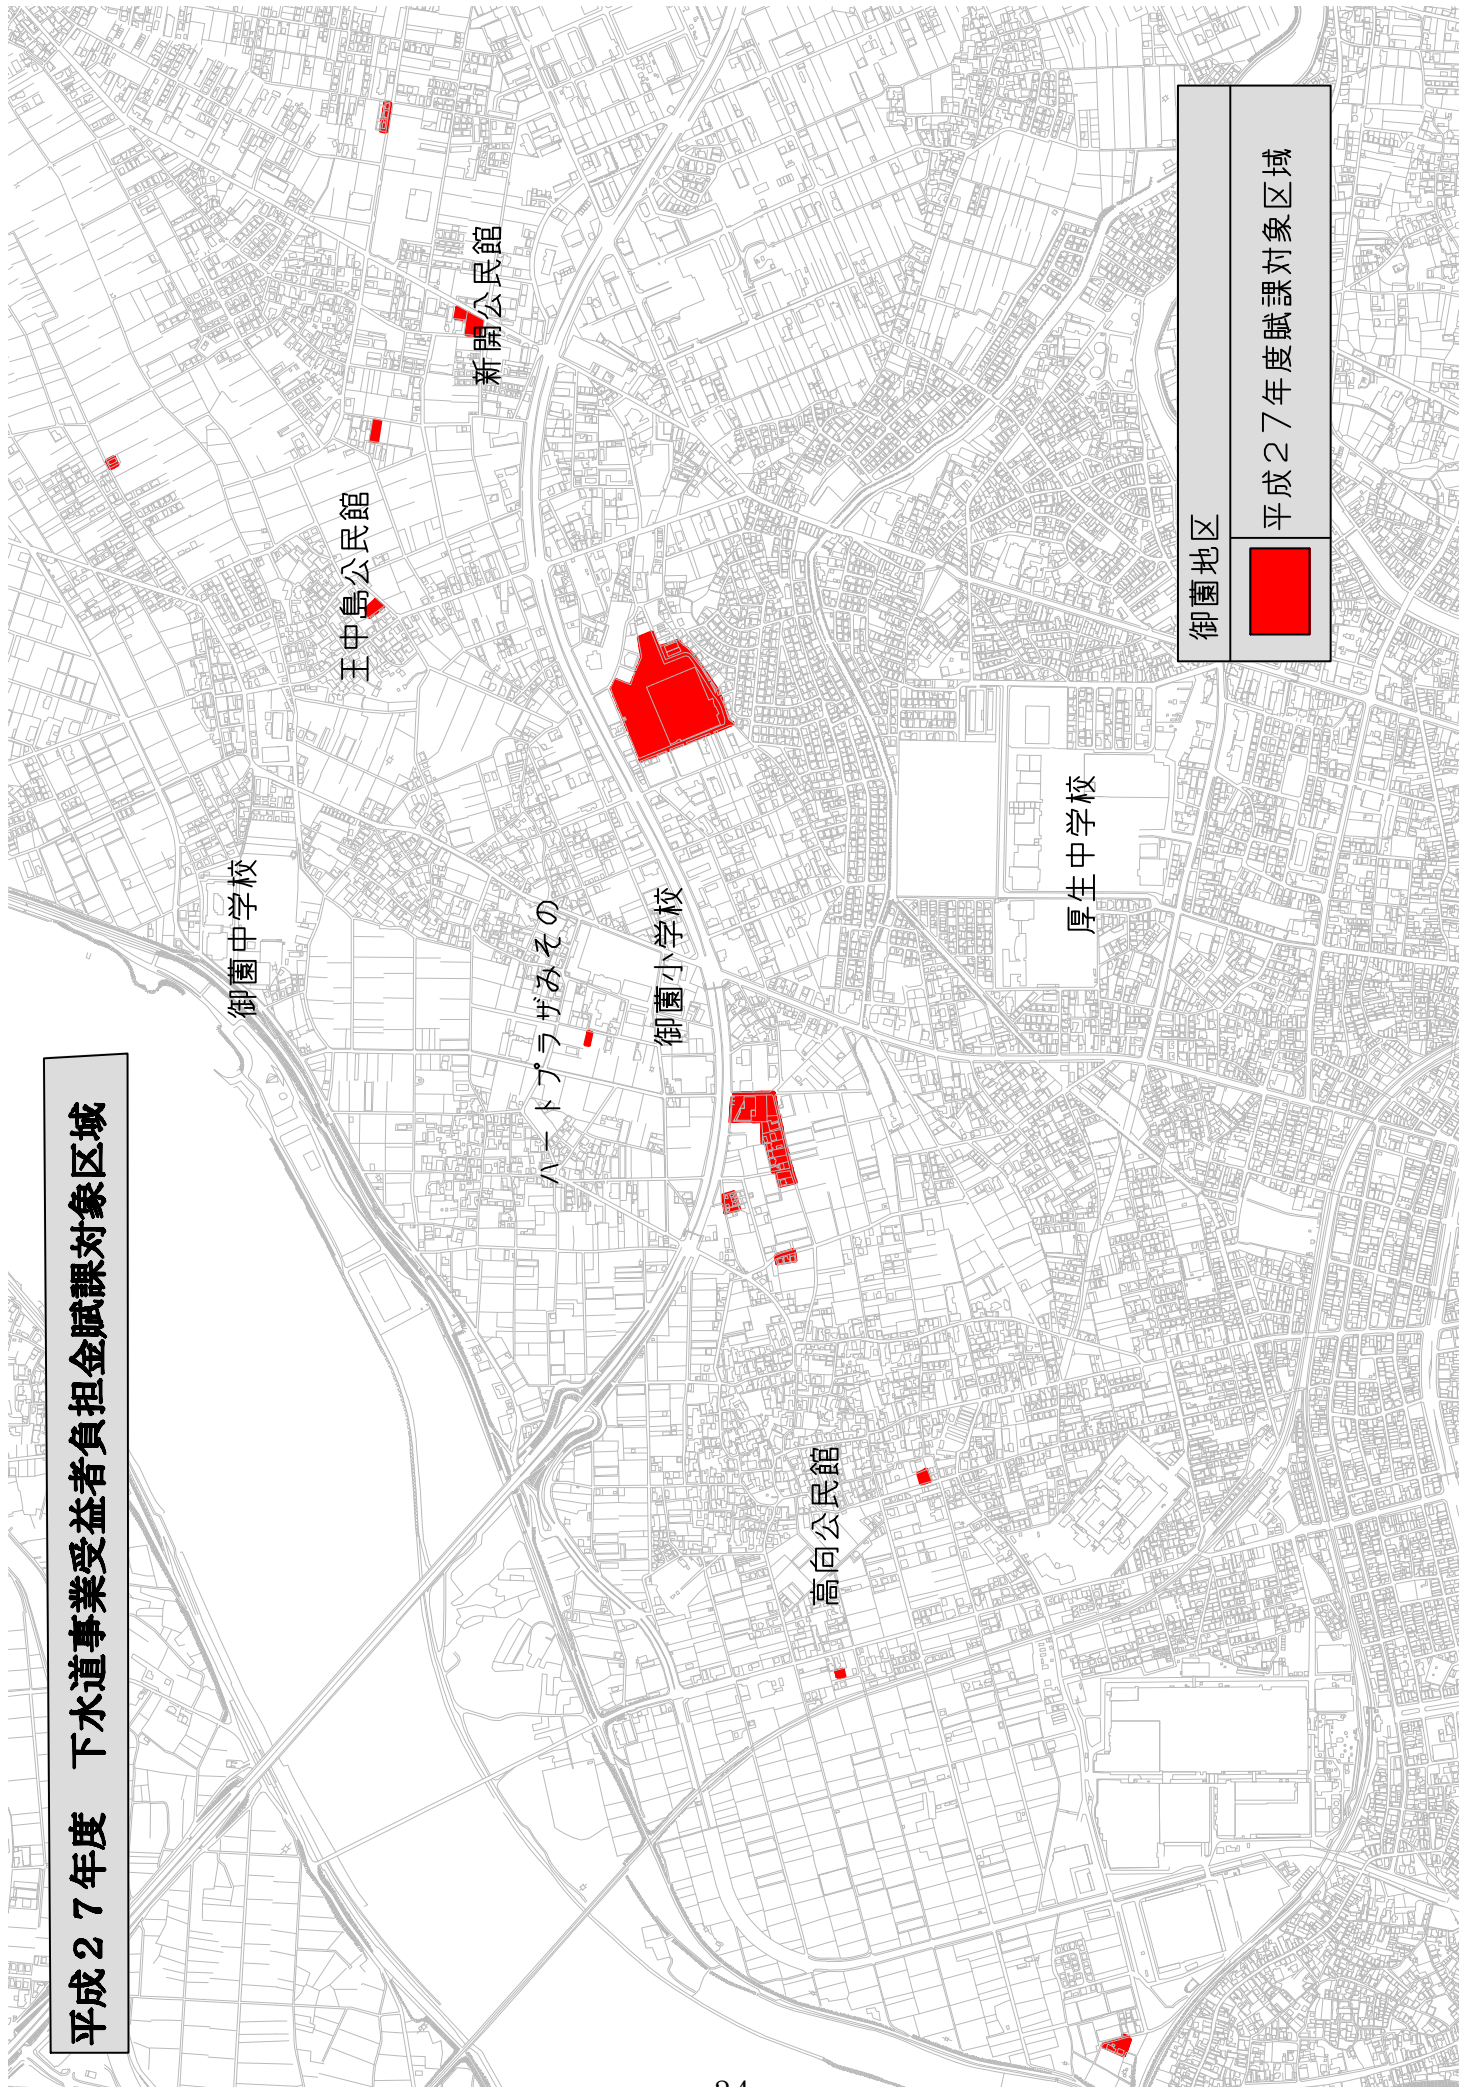 平成２７年度　下水道事業受益者負担金賦課対象区域
新開公民館
王中島公民館
御薗中学校
ハートプラザみその
御薗小学校
厚生中学校
高向公民館
御薗地区
平成２７年度賦課対象区域